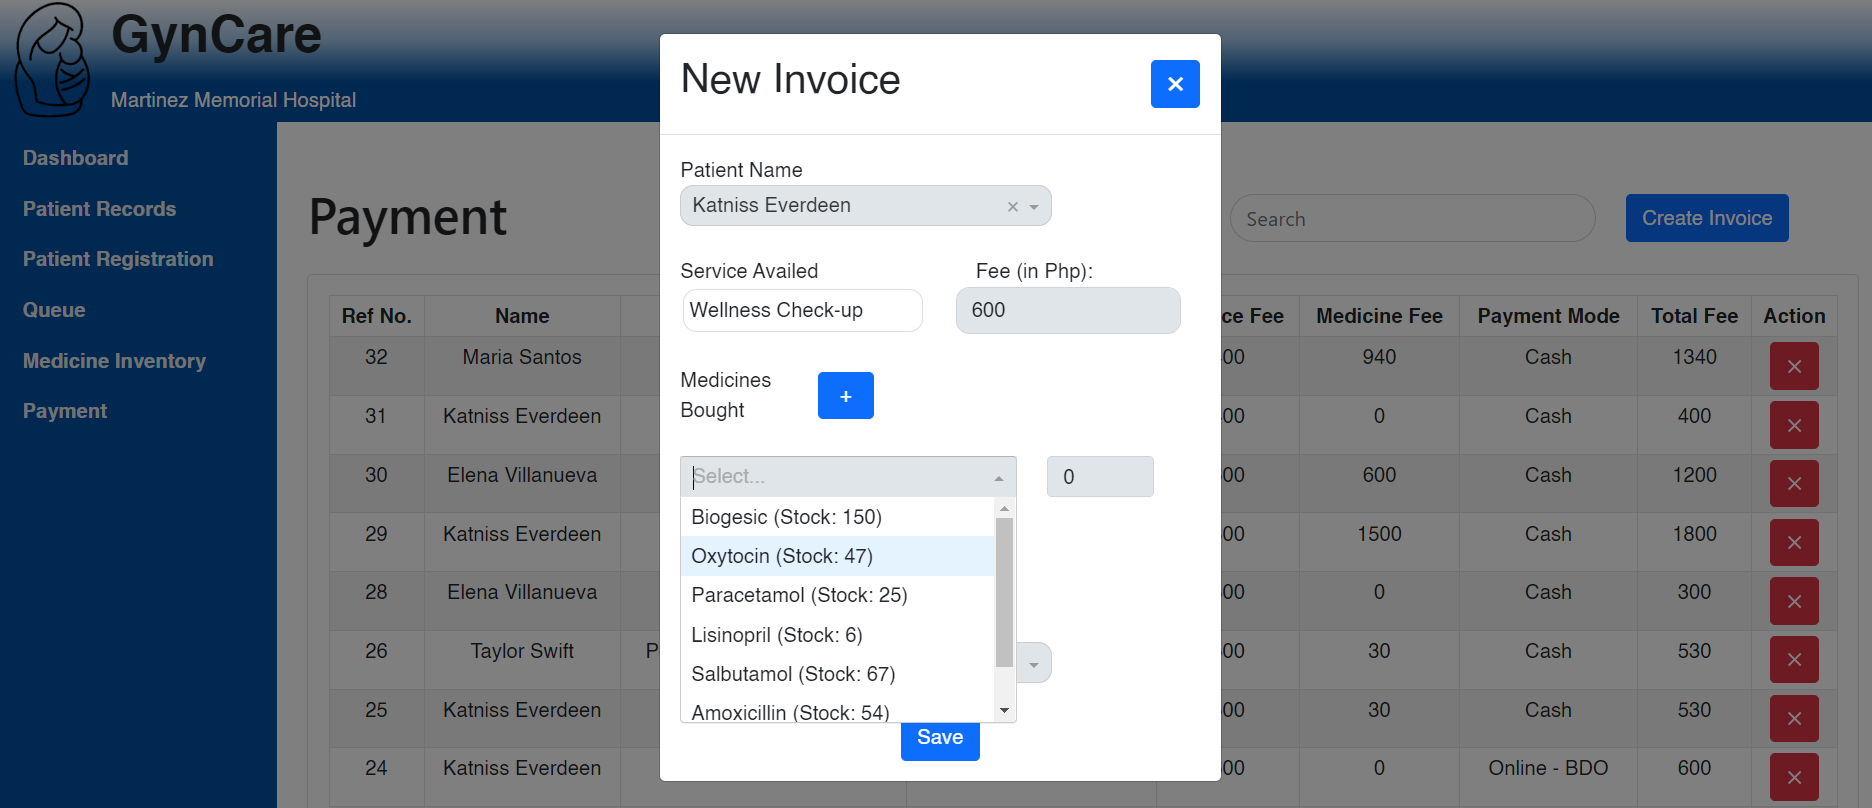 GynCare
Martinez Memorial Hospital
Dashboard
Patient Records
Patient Registration
Queue
Medicine Inventory
Payment
Payment
Search
Create Invoice
Ref No. Name ce Fee Medicine Fee Payment Mode Total Fee Action
32 Maria Santos 00 940 Cash 1340
31 Katniss Everdeen 00 0 Cash 400
30 Elena Villanueva 00 600 Cash 1200
29 Katniss Everdeen 00 1500 Cash 1800
28 Elena Villanueva 00 0 Cash 300
26 Taylor Swift P 00 30 Cash 530
25 Katniss Everdeen 00 30 Cash 530
24 Katniss Everdeen 00 0 Online - BDO 600
New Invoice
Patient Name
Katniss Everdeen
Service Availed Fee (in Php):
Wellness Check-up 600
Medicines
Bought
+
Select... 0
Biogesic (Stock: 150)
Oxytocin (Stock: 47)
Paracetamol (Stock: 25)
Lisinopril (Stock: 6)
Salbutamol (Stock: 67)
Amoxicillin (Stock: 54)
Save